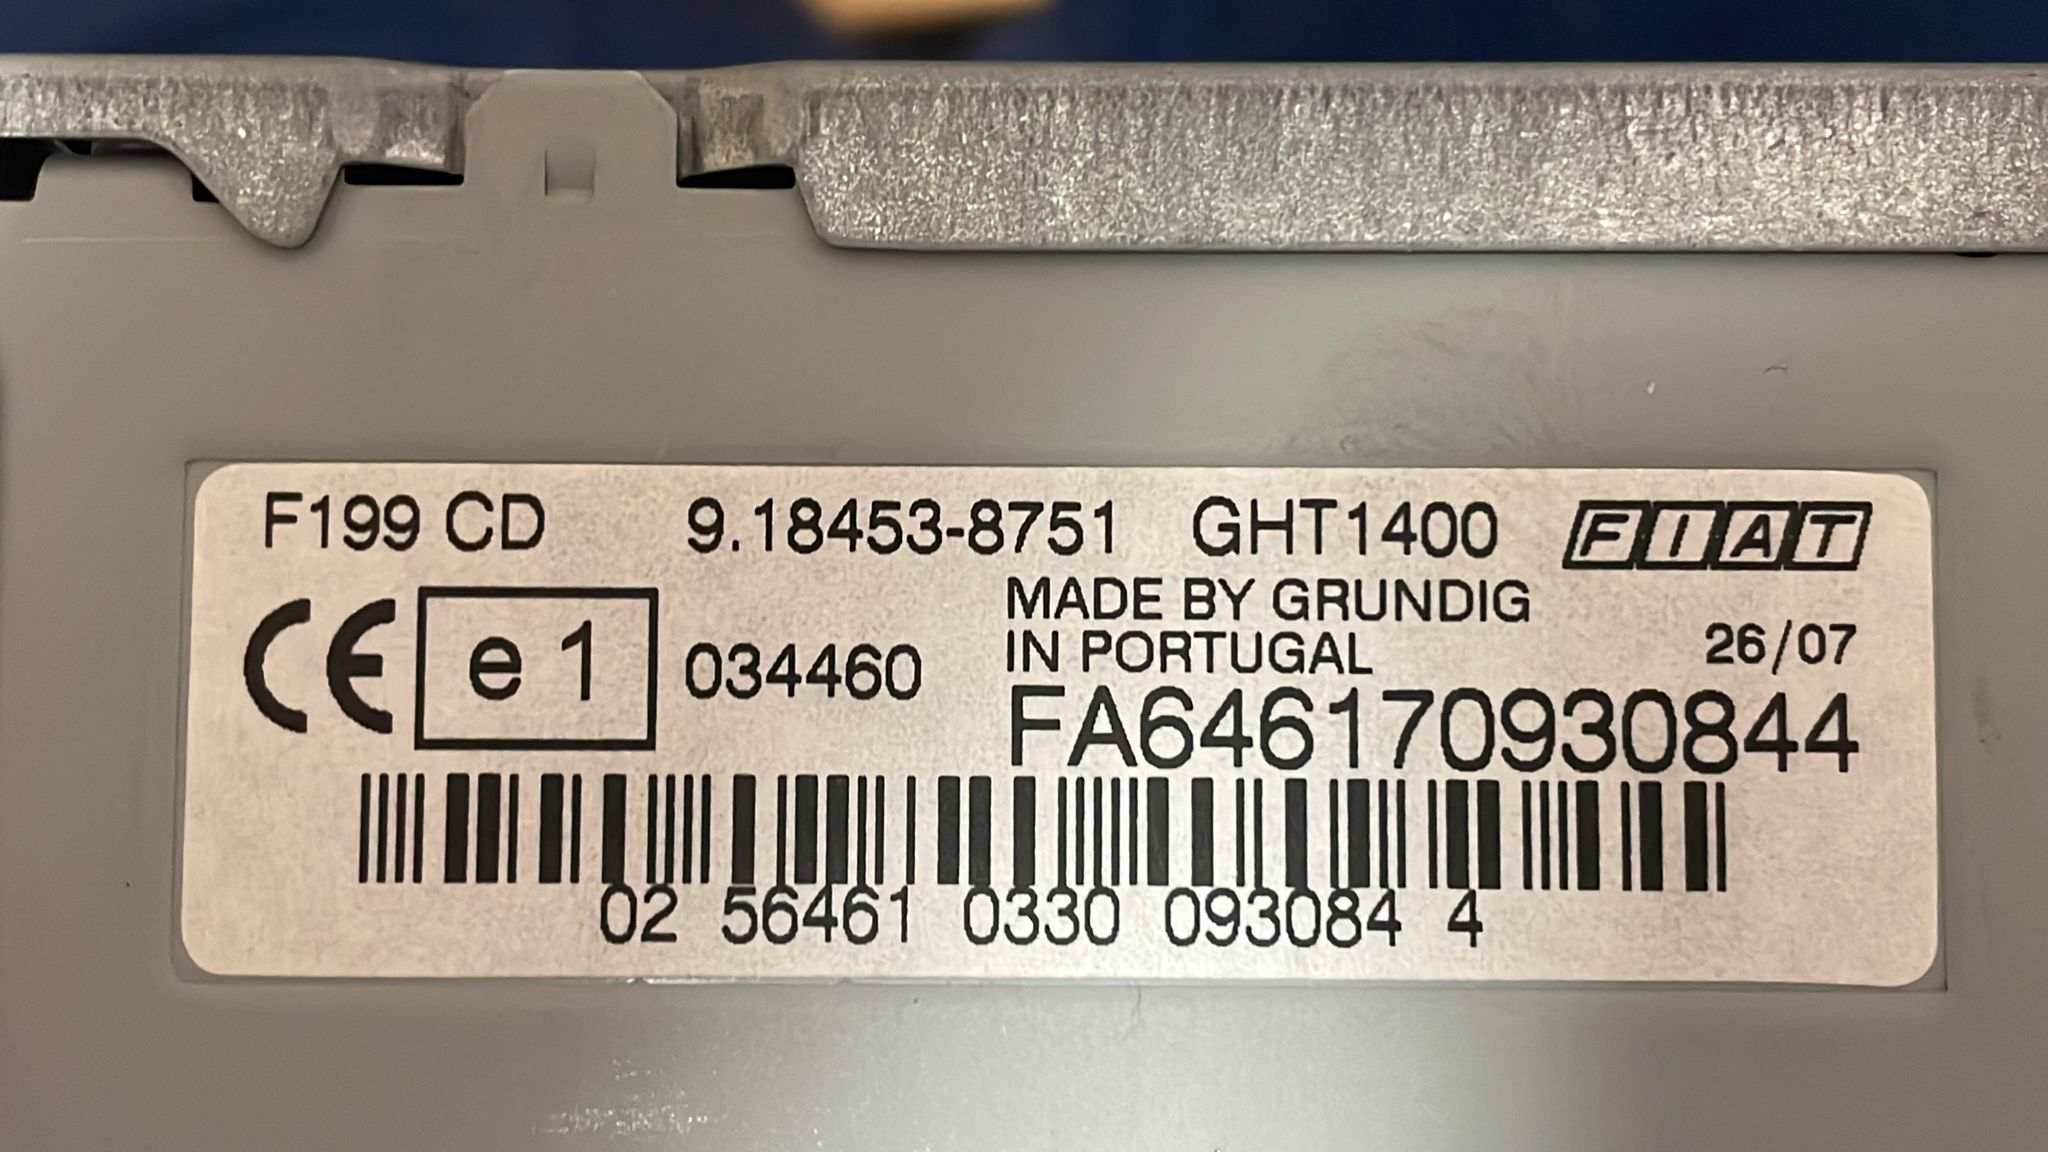 F199 CD 9.18453-8751 GHT1400 FIAT
CE e1 034460
MADE BY GRUNDIG
IN PORTUGAL 26/07
FA646170930844
02 56461 0330 093084 4